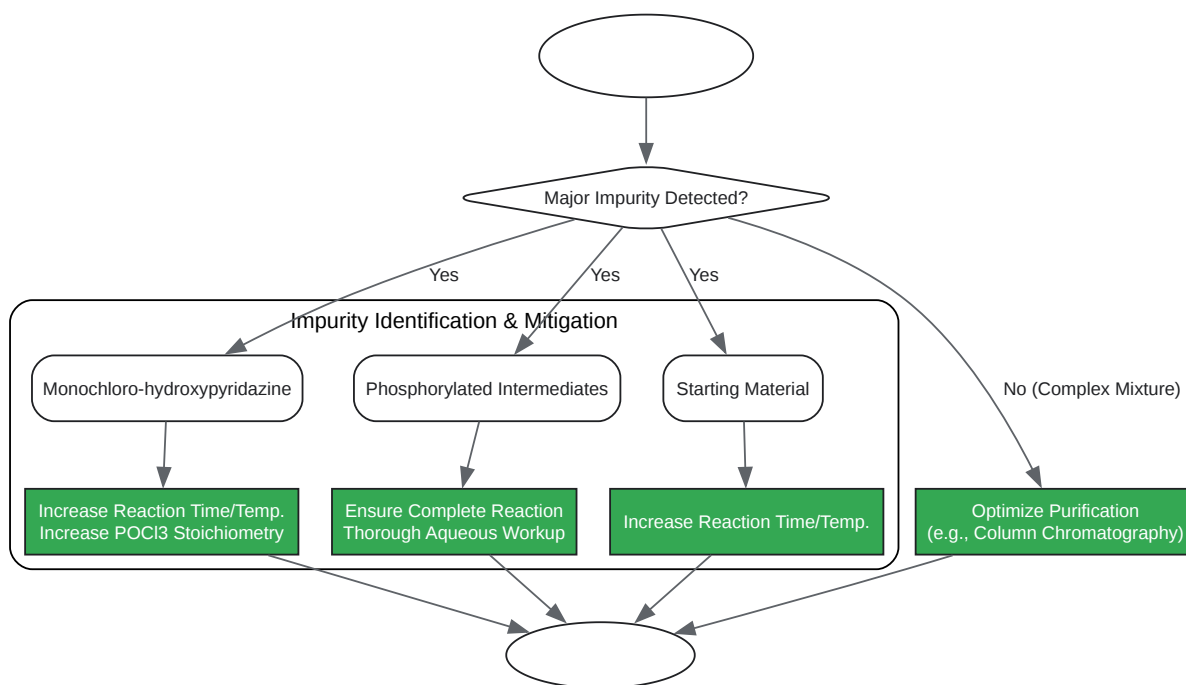 Major Impurity Detected?
Yes
Yes
Yes
Impurity Identification & Mitigation
Monochloro-hydroxypyridazine
Phosphorylated Intermediates
Starting Material
No (Complex Mixture)
Increase Reaction Time/Temp.
Increase POCl3 Stoichiometry
Ensure Complete Reaction
Thorough Aqueous Workup
Increase Reaction Time/Temp.
Optimize Purification
(e.g., Column Chromatography)